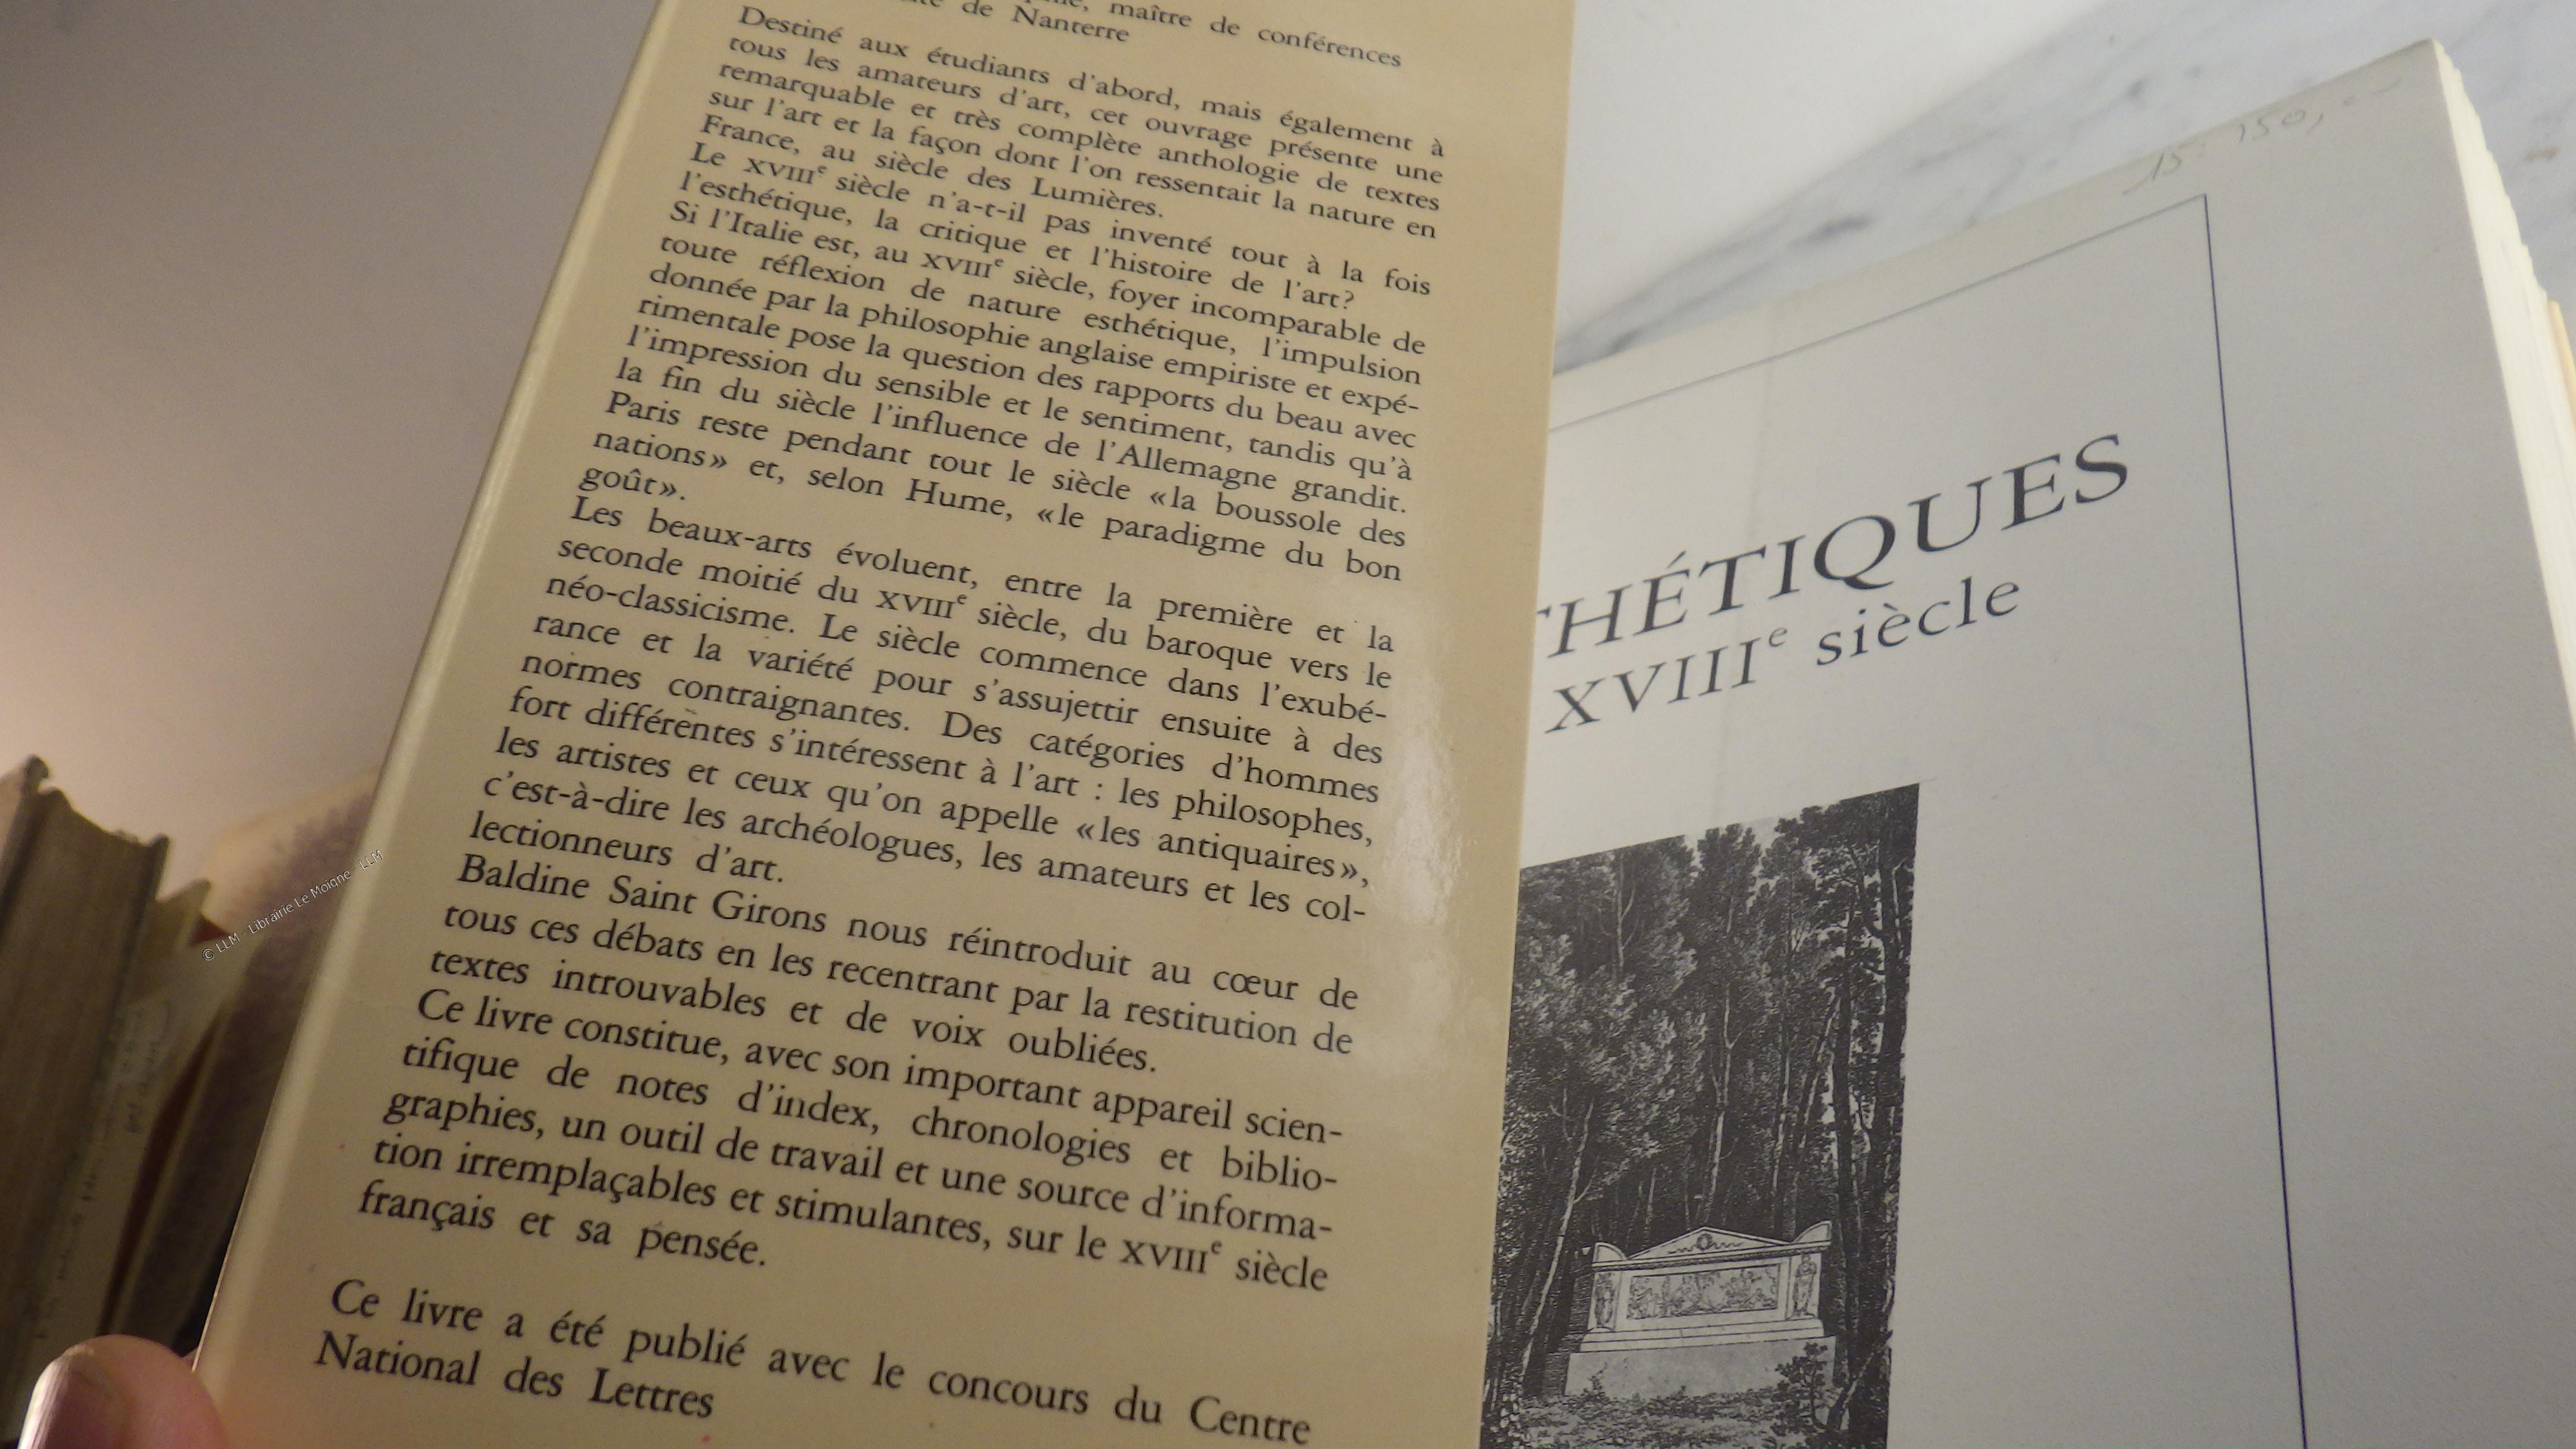 maître de conférences
de Nanterre
Destiné aux étudiants d'abord, mais également à
tous les amateurs d'art, cet ouvrage présente une
remarquable et très complète anthologie de textes
sur l'art et la façon dont l'on ressentait la nature en
France, au siècle des Lumières.
Le XVIIIe siècle n'a-t-il pas inventé tout à la fois
l'esthétique, la critique et l'histoire de l'art?
Si l'Italie est, au XVIIIe siècle, foyer incomparable de
toute réflexion de nature esthétique, l'impulsion
donnée par la philosophie anglaise empiriste et expé-
rimentale pose la question des rapports du beau avec
l'impression du sensible et le sentiment, tandis qu'à
la fin du siècle l'influence de l'Allemagne grandit.
Paris reste pendant tout le siècle «la boussole des
nations» et, selon Hume, «le paradigme du bon
goût».
Les beaux-arts évoluent, entre la première et la
seconde moitié du XVIIIe siècle, du baroque vers le
néo-classicisme. Le siècle commence dans l'exubé-
rance et la variété pour s'assujettir ensuite à des
normes contraignantes. Des catégories d'hommes
fort différentes s'intéressent à l'art : les philosophes,
les artistes et ceux qu'on appelle «les antiquaires»,
c'est-à-dire les archéologues, les amateurs et les col-
lectionneurs d'art.
Baldine Saint Girons nous réintroduit au cœur de
tous ces débats en les recentrant par la restitution de
textes introuvables et de voix oubliées.
Ce livre constitue, avec son important appareil scien-
tifique de notes d'index, chronologies et biblio-
graphies, un outil de travail et une source d'informa-
tion irremplaçables et stimulantes, sur le XVIIIe siècle
français et sa pensée.
Ce livre a été publié avec le concours du Centre
National des Lettres
THÉTIQUES
XVIIIe siècle
© LLM - Librairie Le Moigne - LLM